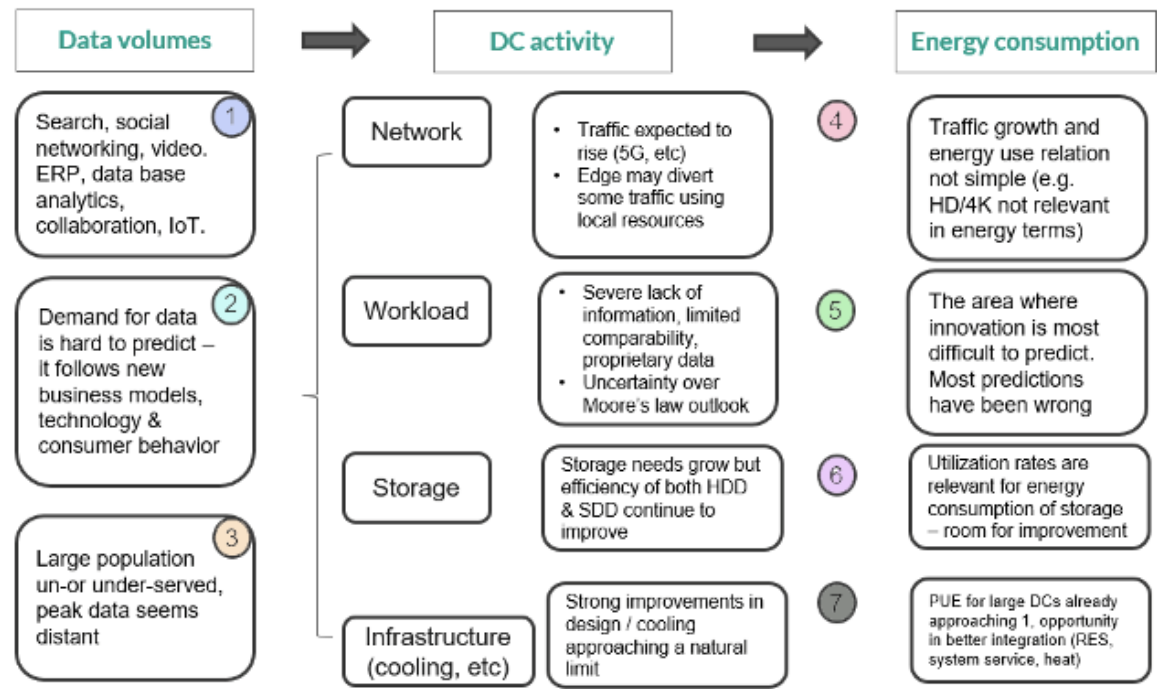 Data volumes
DC activity
Energy consumption
1
Search, social
networking, video.
ERP, data base
analytics,
collaboration, IoT.
2
Demand for data
is hard to predict –
it follows new
business models,
technology &
consumer behavior
3
Large population
un-or under-served,
peak data seems
distant
Network
• Traffic expected to
rise (5G, etc)
• Edge may divert
some traffic using
local resources
4
Traffic growth and
energy use relation
not simple (e.g.
HD/4K not relevant
in energy terms)
Workload
• Severe lack of
information, limited
comparability,
proprietary data
• Uncertainty over
Moore's law outlook
5
The area where
innovation is most
difficult to predict.
Most predictions
have been wrong
Storage
Storage needs grow but
efficiency of both HDD
& SDD continue to
improve
6
Utilization rates are
relevant for energy
consumption of storage
– room for improvement
Infrastructure
(cooling, etc)
Strong improvements in
design / cooling
approaching a natural
limit
7
PUE for large DCs already
approaching 1, opportunity
in better integration (RES,
system service, heat)